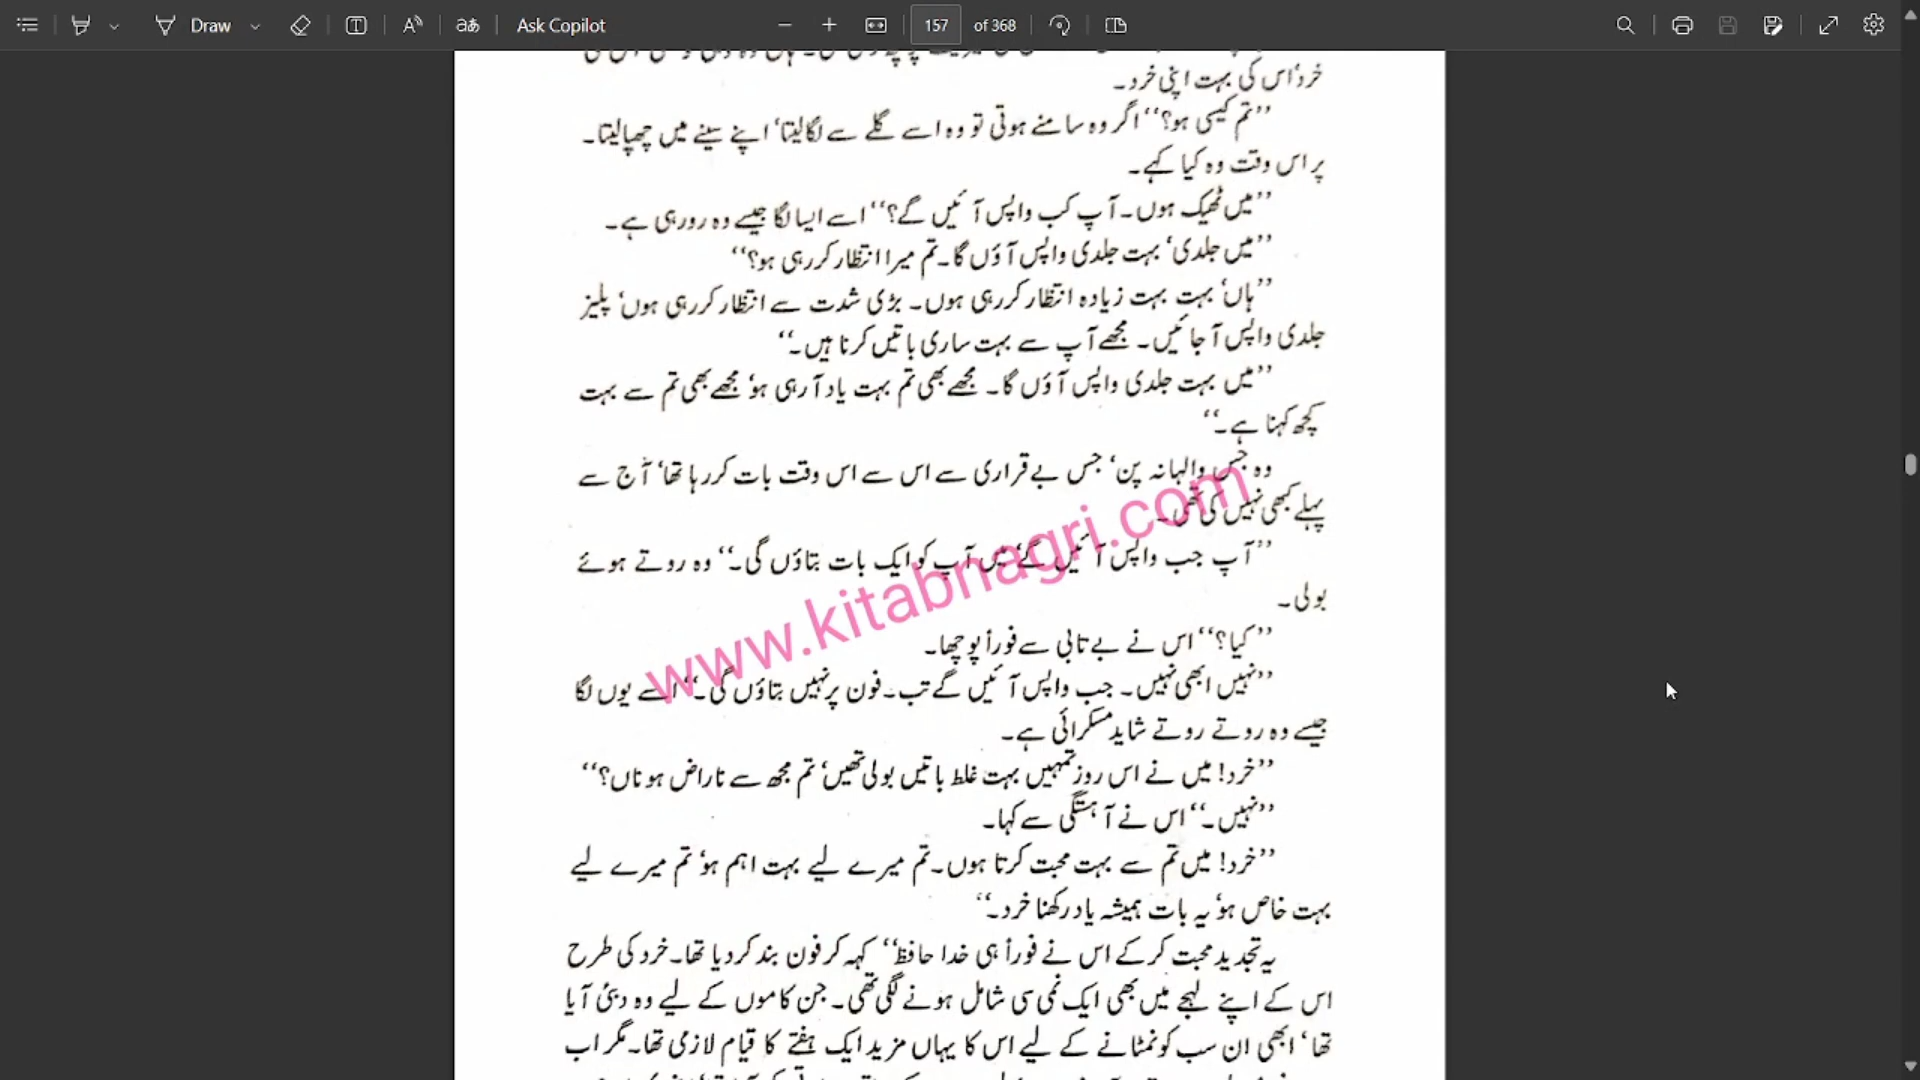 Draw
Ask Copilot
157 of 368
خرد‘ اس کی بہت اپنی خرد۔
’’تم کیسی ہو؟‘‘ اگر وہ سامنے ہوتی تو وہ اسے گلے سے لگا لیتا‘ اپنے سینے میں چھپا لیتا۔
پر اس وقت وہ کیا کہے۔
’’میں ٹھیک ہوں۔ آپ کب واپس آئیں گے؟‘‘ اسے ایسا لگا جیسے وہ رو رہی ہے۔
’’میں جلدی‘ بہت جلدی واپس آؤں گا۔ تم میرا انتظار کر رہی ہو؟‘‘
’’ہاں‘ بہت بہت زیادہ انتظار کر رہی ہوں۔ بڑی شدت سے انتظار کر رہی ہوں‘ پلیز
جلدی واپس آ جائیں۔ مجھے آپ سے بہت ساری باتیں کرنا ہیں۔‘‘
’’میں بہت جلدی واپس آؤں گا۔ مجھے بھی تم بہت یاد آ رہی ہو‘ مجھے بھی تم سے بہت
کچھ کہنا ہے۔‘‘
وہ جس والہانہ پن‘ جس بے قراری سے اس سے اس وقت بات کر رہا تھا‘ آج سے
پہلے کبھی نہیں کی تھی۔
’’آپ جب واپس آئیں گے‘ میں آپ کو ایک بات بتاؤں گی۔‘‘ وہ روتے ہوئے
بولی۔
’’کیا؟‘‘ اس نے بے تابی سے فوراً پوچھا۔
’’نہیں ابھی نہیں۔ جب واپس آئیں گے تب۔ فون پر نہیں بتاؤں گی۔‘‘ اسے یوں لگا
جیسے وہ روتے روتے شاید مسکرائی ہے۔
’’خرد! میں نے اس روز تمہیں بہت غلط باتیں بولی تھیں‘ تم مجھ سے ناراض ہو ناں؟‘‘
’’نہیں۔‘‘ اس نے آہستگی سے کہا۔
’’خرد! میں تم سے بہت محبت کرتا ہوں۔ تم میرے لیے بہت اہم ہو‘ تم میرے لیے
بہت خاص ہو‘ یہ بات ہمیشہ یاد رکھنا خرد۔‘‘
یہ تجدید محبت کر کے اس نے فوراً ہی خدا حافظ‘‘ کہہ کر فون بند کر دیا تھا۔ خرد کی طرح
اس کے اپنے لہجے میں بھی ایک نمی سی شامل ہونے لگی تھی۔ جن کاموں کے لیے وہ دبئی آیا
تھا‘ ابھی ان سب کو نمٹانے کے لیے اس کا یہاں مزید ایک ہفتے کا قیام لازمی تھا۔ مگر اب
www.kitabnagri.com